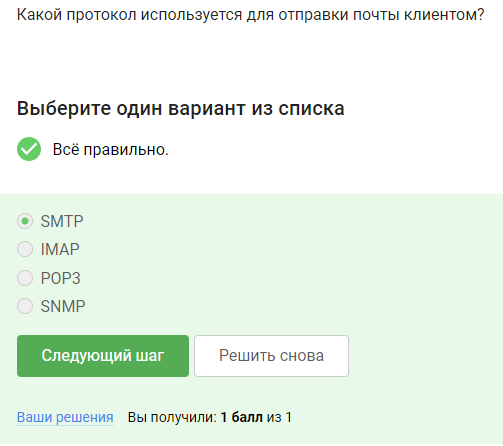 Какой протокол используется для отправки почты клиентом?
Выберите один вариант из списка
Всё правильно.
SMTP
IMAP
POP3
SNMP
Следующий шаг
Решить снова
Ваши решения Вы получили: 1 балл из 1